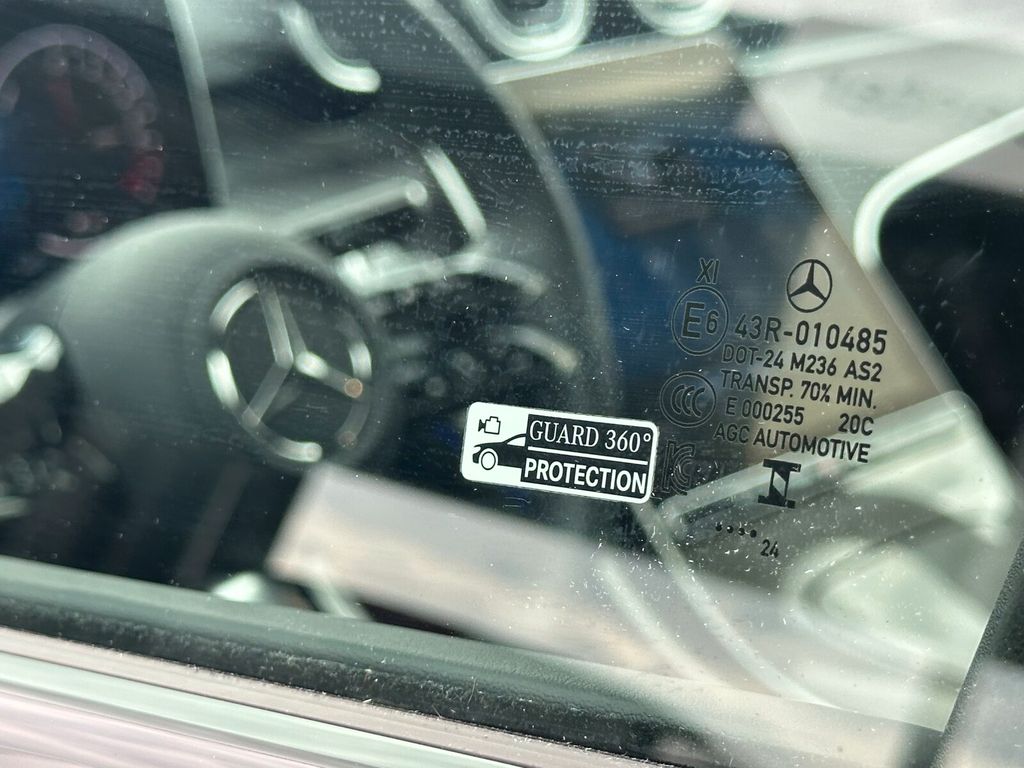 XI
E6 43R-010485
DOT-24 M236 AS2
TRANSP. 70% MIN.
CCC
E 000255 20C
AGC AUTOMOTIVE
GUARD 360°
PROTECTION
24